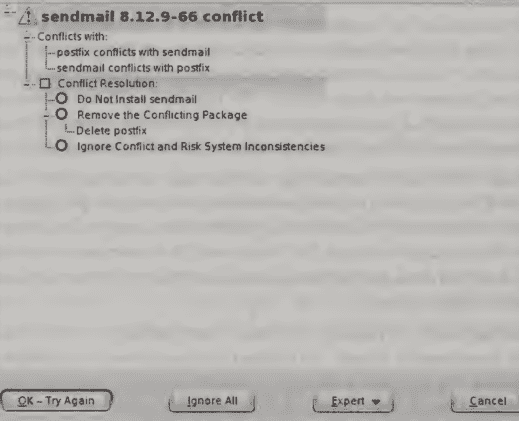 sendmail 8.12.9-66 conflict
Conflicts with:
postfix conflicts with sendmail
sendmail conflicts with postfix
Conflict Resolution:
Do Not Install sendmail
Remove the Conflicting Package
Delete postfix
Ignore Conflict and Risk System Inconsistencies
OK – Try Again
Ignore All
Expert
Cancel